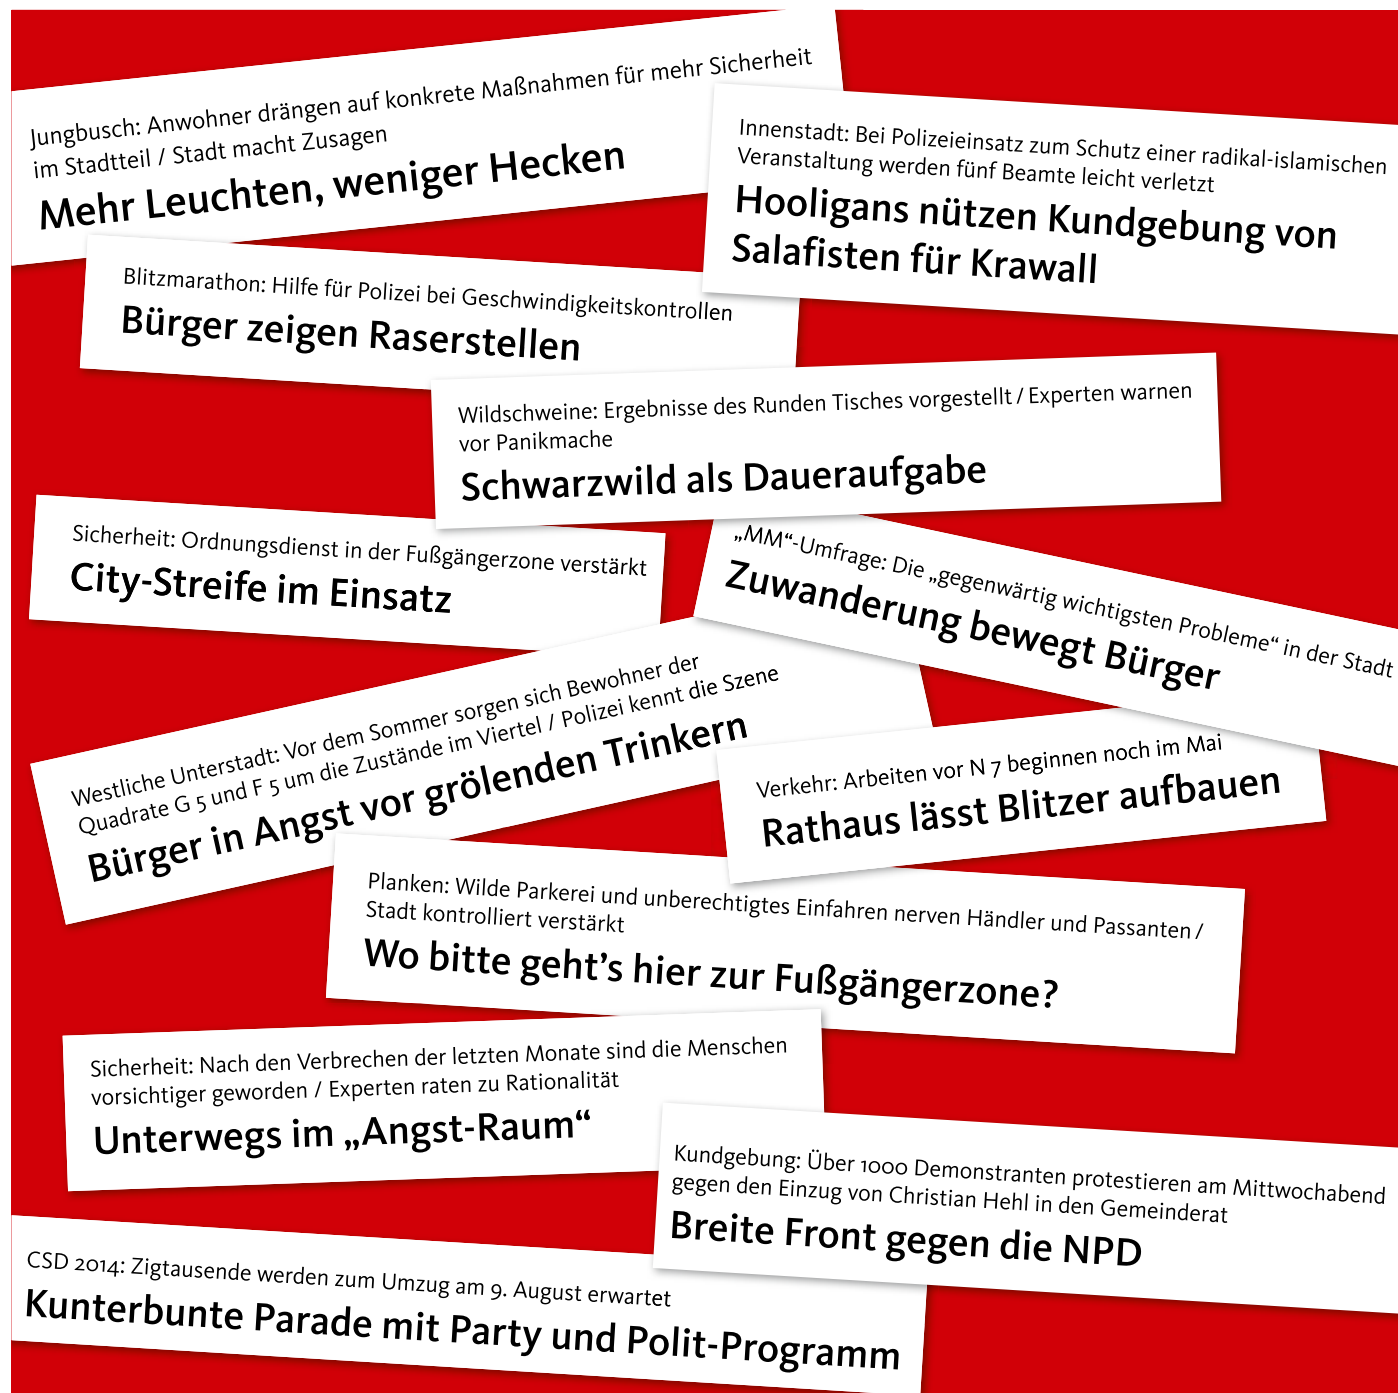 Jungbusch: Anwohner drängen auf konkrete Maßnahmen für mehr Sicherheit
im Stadtteil / Stadt macht Zusagen
Mehr Leuchten, weniger Hecken
Innenstadt: Bei Polizeieinsatz zum Schutz einer radikal-islamischen
Veranstaltung werden fünf Beamte leicht verletzt
Hooligans nützen Kundgebung von
Salafisten für Krawall
Blitzmarathon: Hilfe für Polizei bei Geschwindigkeitskontrollen
Bürger zeigen Raserstellen
Wildschweine: Ergebnisse des Runden Tisches vorgestellt / Experten warnen
vor Panikmache
Schwarzwild als Daueraufgabe
Sicherheit: Ordnungsdienst in der Fußgängerzone verstärkt
City-Streife im Einsatz
„MM“-Umfrage: Die „gegenwärtig wichtigsten Probleme“ in der Stadt
Zuwanderung bewegt Bürger
Westliche Unterstadt: Vor dem Sommer sorgen sich Bewohner der
Quadrate G 5 und F 5 um die Zustände im Viertel / Polizei kennt die Szene
Bürger in Angst vor grölenden Trinkern
Verkehr: Arbeiten vor N 7 beginnen noch im Mai
Rathaus lässt Blitzer aufbauen
Planken: Wilde Parkerei und unberechtigtes Einfahren nerven Händler und Passanten /
Stadt kontrolliert verstärkt
Wo bitte geht’s hier zur Fußgängerzone?
Sicherheit: Nach den Verbrechen der letzten Monate sind die Menschen
vorsichtiger geworden / Experten raten zu Rationalität
Unterwegs im „Angst-Raum“
Kundgebung: Über 1000 Demonstranten protestieren am Mittwochabend
gegen den Einzug von Christian Hehl in den Gemeinderat
Breite Front gegen die NPD
CSD 2014: Zigtausende werden zum Umzug am 9. August erwartet
Kunterbunte Parade mit Party und Polit-Programm